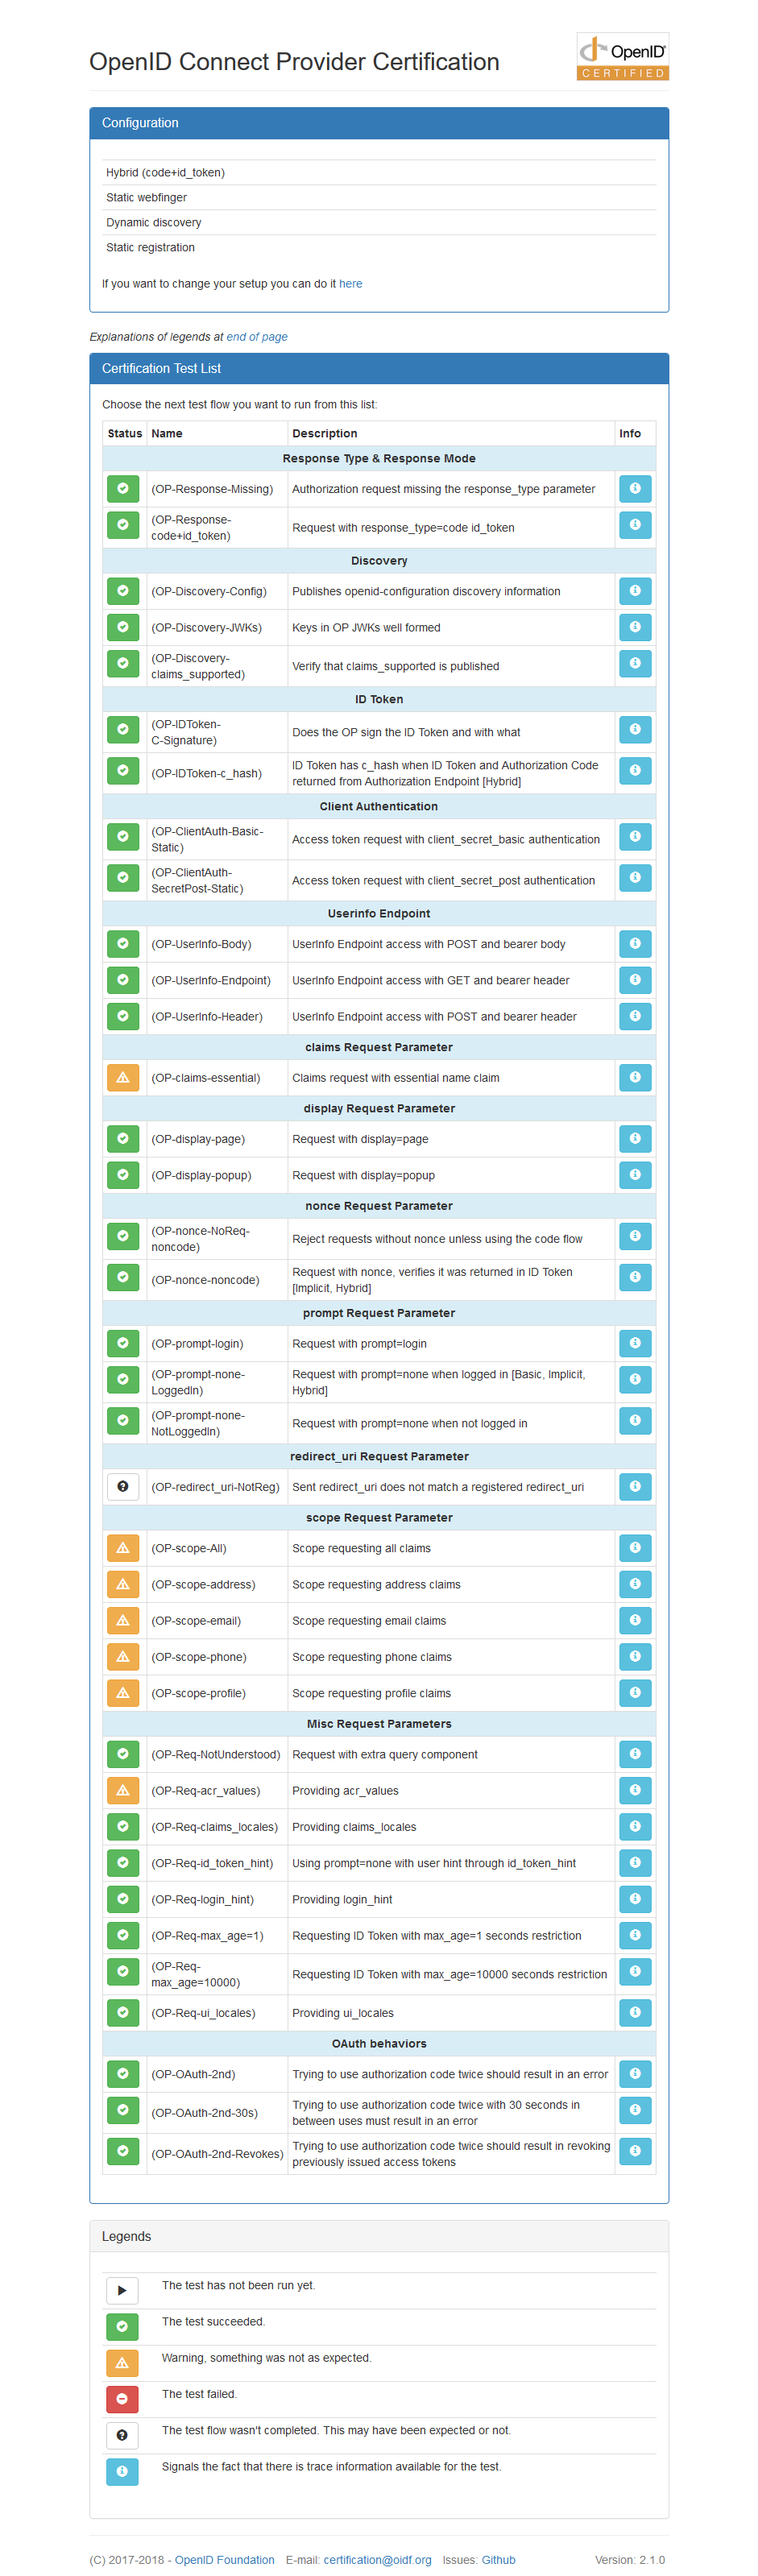 OpenID Connect Provider Certification
OpenID®
CERTIFIED
Configuration
Hybrid (code+id_token)
Static webfinger
Dynamic discovery
Static registration
If you want to change your setup you can do it here
Explanations of legends at end of page
Certification Test List
Choose the next test flow you want to run from this list:
Status Name Description Info
Response Type & Response Mode
(OP-Response-Missing) Authorization request missing the response_type parameter
(OP-Response-
code+id_token) Request with response_type=code id_token
Discovery
(OP-Discovery-Config) Publishes openid-configuration discovery information
(OP-Discovery-JWKs) Keys in OP JWKs well formed
(OP-Discovery-
claims_supported) Verify that claims_supported is published
ID Token
(OP-IDToken-
C-Signature) Does the OP sign the ID Token and with what
(OP-IDToken-c_hash) ID Token has c_hash when ID Token and Authorization Code
returned from Authorization Endpoint [Hybrid]
Client Authentication
(OP-ClientAuth-Basic-
Static) Access token request with client_secret_basic authentication
(OP-ClientAuth-
SecretPost-Static) Access token request with client_secret_post authentication
Userinfo Endpoint
(OP-UserInfo-Body) UserInfo Endpoint access with POST and bearer body
(OP-UserInfo-Endpoint) UserInfo Endpoint access with GET and bearer header
(OP-UserInfo-Header) UserInfo Endpoint access with POST and bearer header
claims Request Parameter
(OP-claims-essential) Claims request with essential name claim
display Request Parameter
(OP-display-page) Request with display=page
(OP-display-popup) Request with display=popup
nonce Request Parameter
(OP-nonce-NoReq-
noncode) Reject requests without nonce unless using the code flow
(OP-nonce-noncode) Request with nonce, verifies it was returned in ID Token
[Implicit, Hybrid]
prompt Request Parameter
(OP-prompt-login) Request with prompt=login
(OP-prompt-none-
LoggedIn) Request with prompt=none when logged in [Basic, Implicit,
Hybrid]
(OP-prompt-none-
NotLoggedIn) Request with prompt=none when not logged in
redirect_uri Request Parameter
(OP-redirect_uri-NotReg) Sent redirect_uri does not match a registered redirect_uri
scope Request Parameter
(OP-scope-All) Scope requesting all claims
(OP-scope-address) Scope requesting address claims
(OP-scope-email) Scope requesting email claims
(OP-scope-phone) Scope requesting phone claims
(OP-scope-profile) Scope requesting profile claims
Misc Request Parameters
(OP-Req-NotUnderstood) Request with extra query component
(OP-Req-acr_values) Providing acr_values
(OP-Req-claims_locales) Providing claims_locales
(OP-Req-id_token_hint) Using prompt=none with user hint through id_token_hint
(OP-Req-login_hint) Providing login_hint
(OP-Req-max_age=1) Requesting ID Token with max_age=1 seconds restriction
(OP-Req-
max_age=10000) Requesting ID Token with max_age=10000 seconds restriction
(OP-Req-ui_locales) Providing ui_locales
OAuth behaviors
(OP-OAuth-2nd) Trying to use authorization code twice should result in an error
(OP-OAuth-2nd-30s) Trying to use authorization code twice with 30 seconds in
between uses must result in an error
(OP-OAuth-2nd-Revokes) Trying to use authorization code twice should result in revoking
previously issued access tokens
Legends
The test has not been run yet.
The test succeeded.
Warning, something was not as expected.
The test failed.
The test flow wasn't completed. This may have been expected or not.
Signals the fact that there is trace information available for the test.
(C) 2017-2018 - OpenID Foundation E-mail: certification@oidf.org Issues: Github Version: 2.1.0